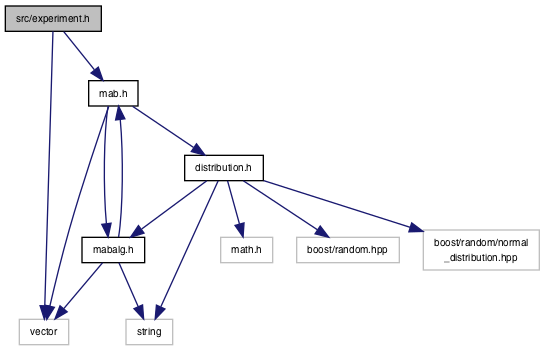 src/experiment.h
mab.h
distribution.h
mabalg.h
math.h
boost/random.hpp
boost/random/normal
_distribution.hpp
vector
string